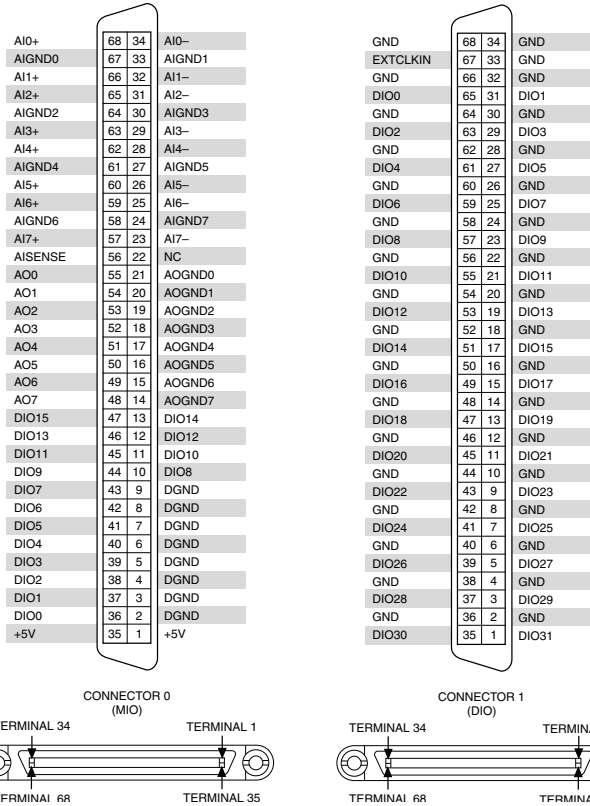 AI0+ 68 34 AI0–
AIGND0 67 33 AIGND1
AI1+ 66 32 AI1–
AI2+ 65 31 AI2–
AIGND2 64 30 AIGND3
AI3+ 63 29 AI3–
AI4+ 62 28 AI4–
AIGND4 61 27 AIGND5
AI5+ 60 26 AI5–
AI6+ 59 25 AI6–
AIGND6 58 24 AIGND7
AI7+ 57 23 AI7–
AISENSE 56 22 NC
AO0 55 21 AOGND0
AO1 54 20 AOGND1
AO2 53 19 AOGND2
AO3 52 18 AOGND3
AO4 51 17 AOGND4
AO5 50 16 AOGND5
AO6 49 15 AOGND6
AO7 48 14 AOGND7
DIO15 47 13 DIO14
DIO13 46 12 DIO12
DIO11 45 11 DIO10
DIO9 44 10 DIO8
DIO7 43 9 DGND
DIO6 42 8 DGND
DIO5 41 7 DGND
DIO4 40 6 DGND
DIO3 39 5 DGND
DIO2 38 4 DGND
DIO1 37 3 DGND
DIO0 36 2 DGND
+5V 35 1 +5V
CONNECTOR 0
(MIO)
TERMINAL 34 TERMINAL 1
TERMINAL 68 TERMINAL 35
GND 68 34 GND
EXTCLKIN 67 33 GND
GND 66 32 GND
DIO0 65 31 DIO1
GND 64 30 GND
DIO2 63 29 DIO3
GND 62 28 GND
DIO4 61 27 DIO5
GND 60 26 GND
DIO6 59 25 DIO7
GND 58 24 GND
DIO8 57 23 DIO9
GND 56 22 GND
DIO10 55 21 DIO11
GND 54 20 GND
DIO12 53 19 DIO13
GND 52 18 GND
DIO14 51 17 DIO15
GND 50 16 GND
DIO16 49 15 DIO17
GND 48 14 GND
DIO18 47 13 DIO19
GND 46 12 GND
DIO20 45 11 DIO21
GND 44 10 GND
DIO22 43 9 DIO23
GND 42 8 GND
DIO24 41 7 DIO25
GND 40 6 GND
DIO26 39 5 DIO27
GND 38 4 GND
DIO28 37 3 DIO29
GND 36 2 GND
DIO30 35 1 DIO31
CONNECTOR 1
(DIO)
TERMINAL 34
TERMINAL 68